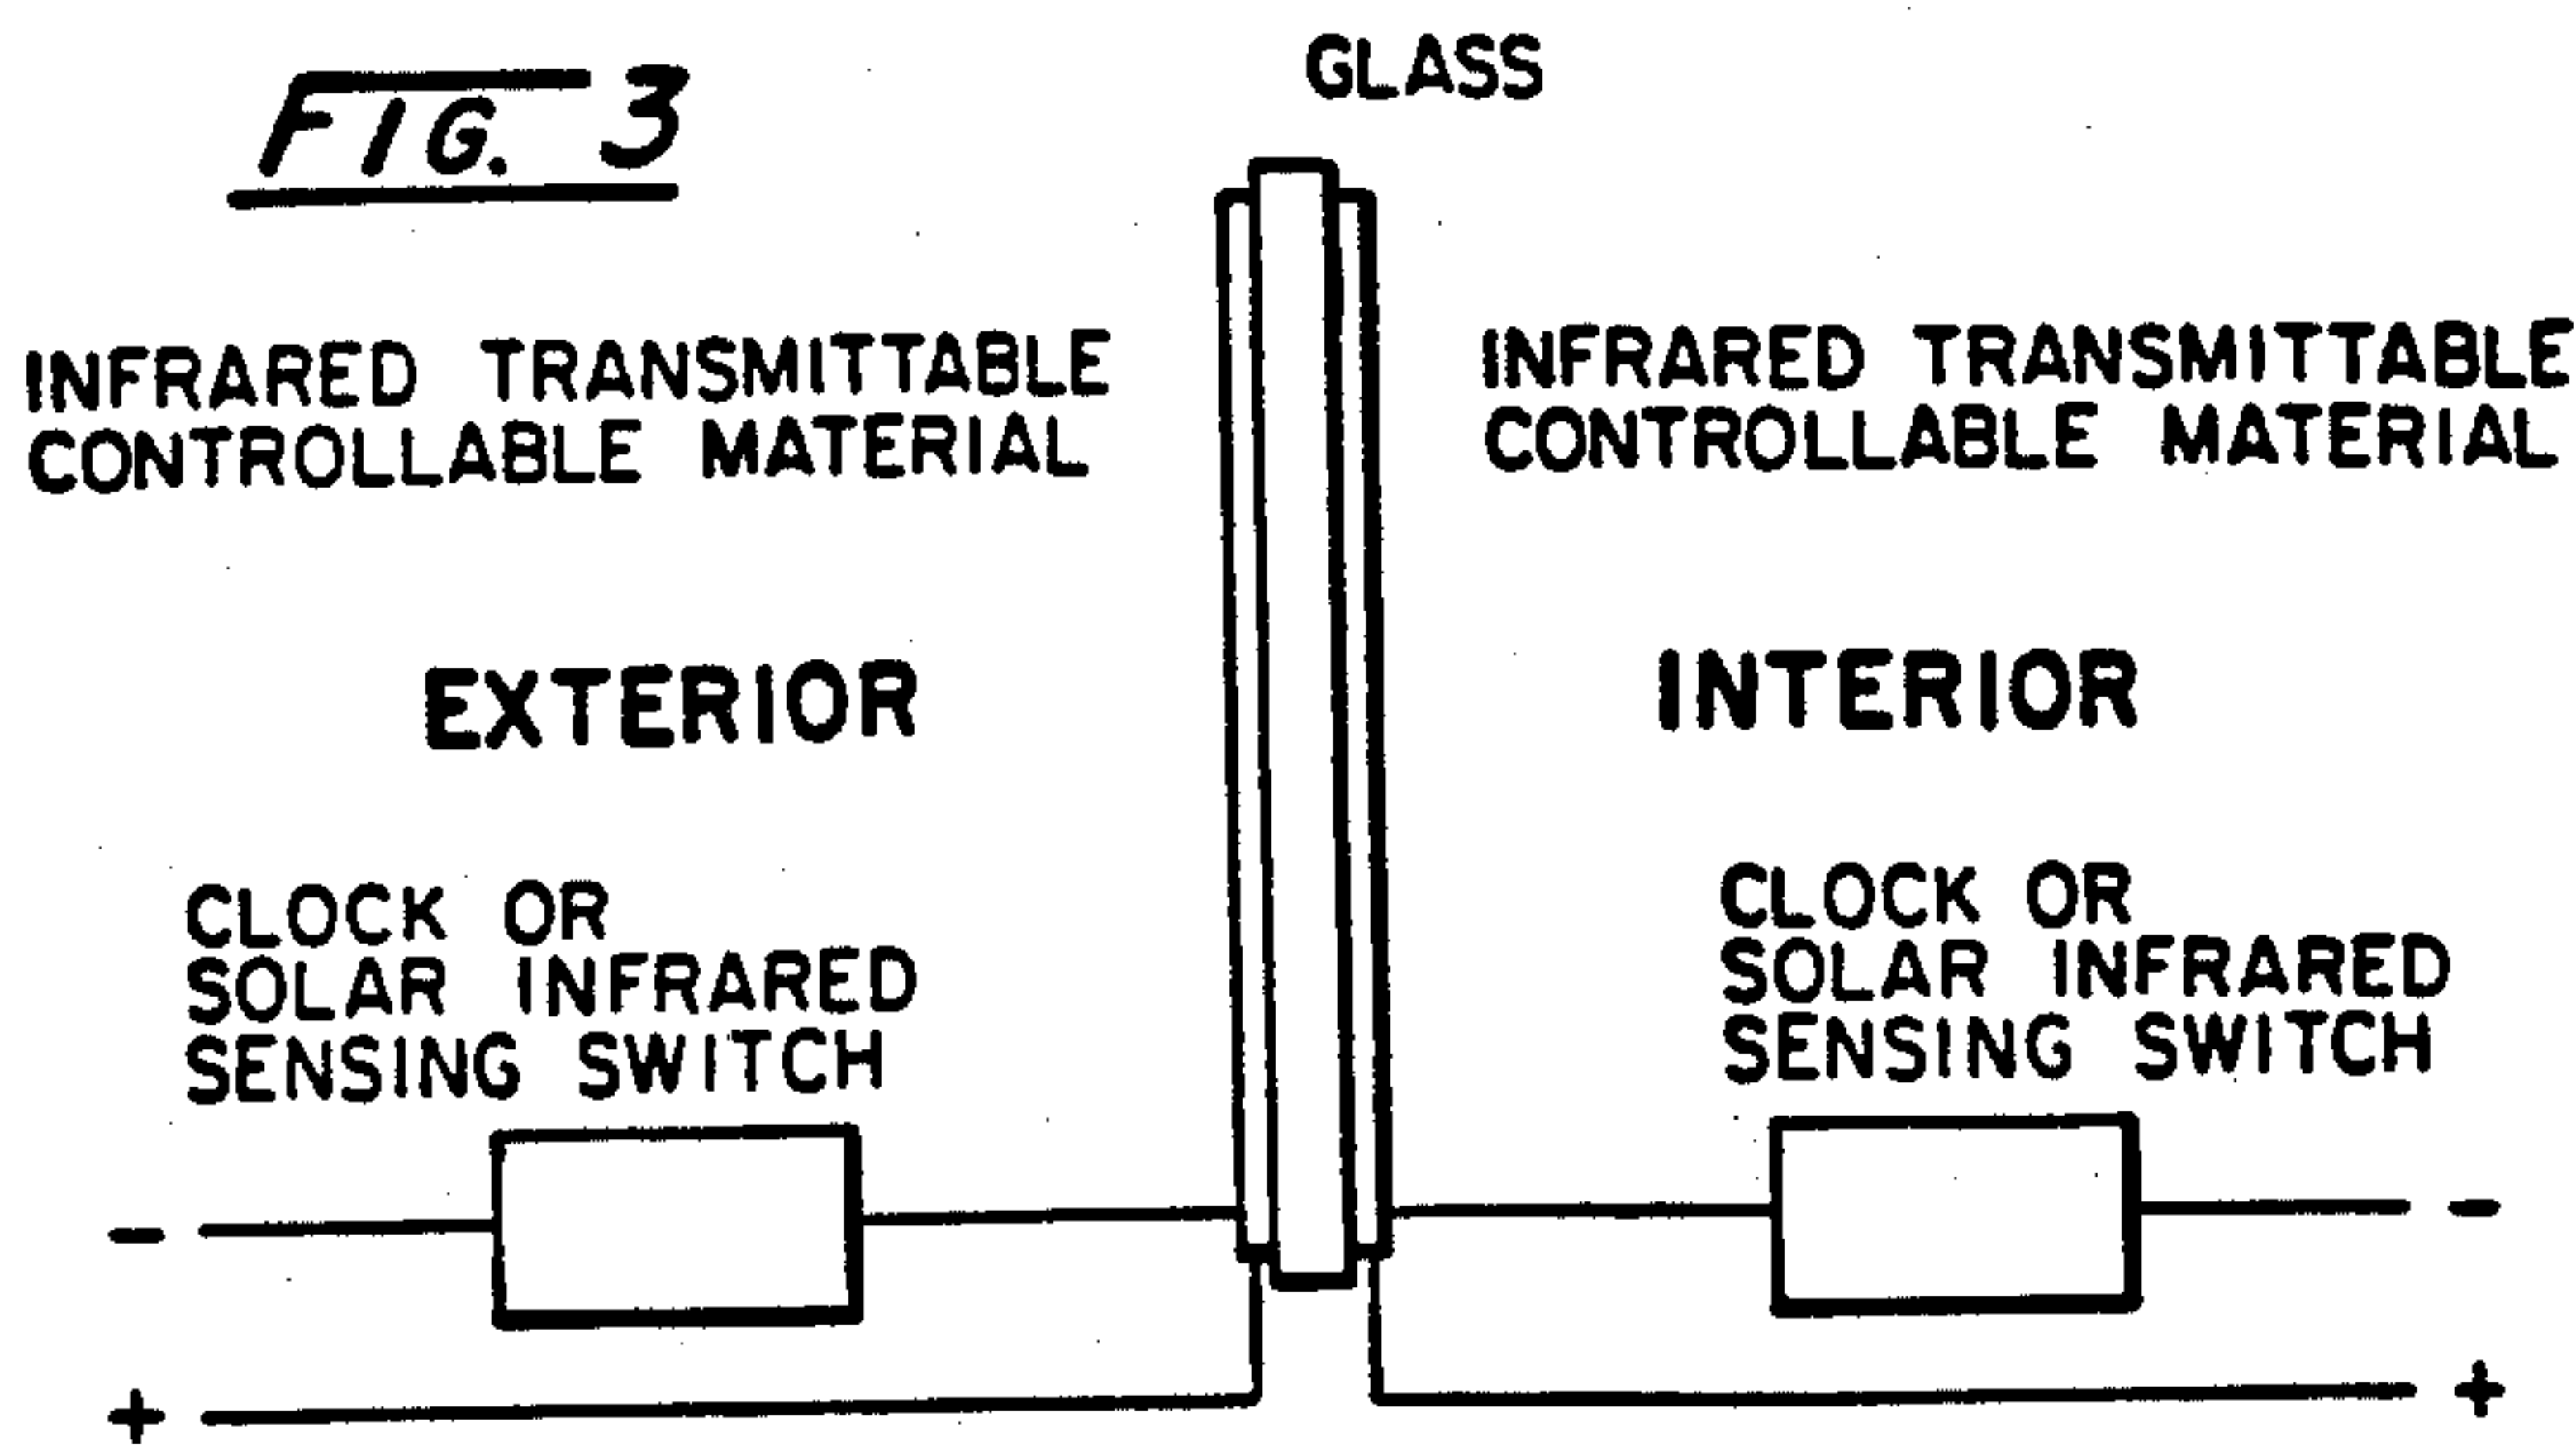 FIG. 3
GLASS
INFRARED TRANSMITTABLE
CONTROLLABLE MATERIAL
INFRARED TRANSMITTABLE
CONTROLLABLE MATERIAL
EXTERIOR
INTERIOR
CLOCK OR
SOLAR INFRARED
SENSING SWITCH
CLOCK OR
SOLAR INFRARED
SENSING SWITCH
-
-
+
+